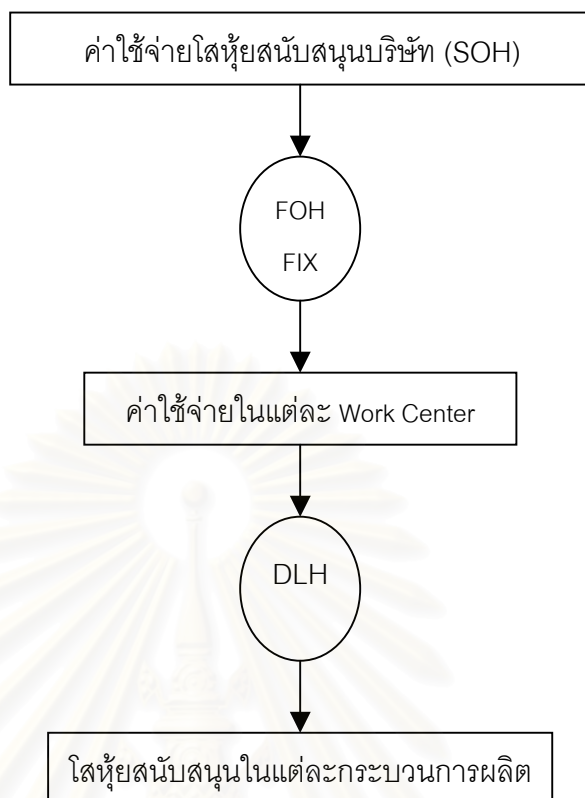 ค่าใช้จ่ายโสหุ้ยสนับสนุนบริษัท (SOH)
FOH
FIX
ค่าใช้จ่ายในแต่ละ Work Center
DLH
โสหุ้ยสนับสนุนในแต่ละกระบวนการผลิต